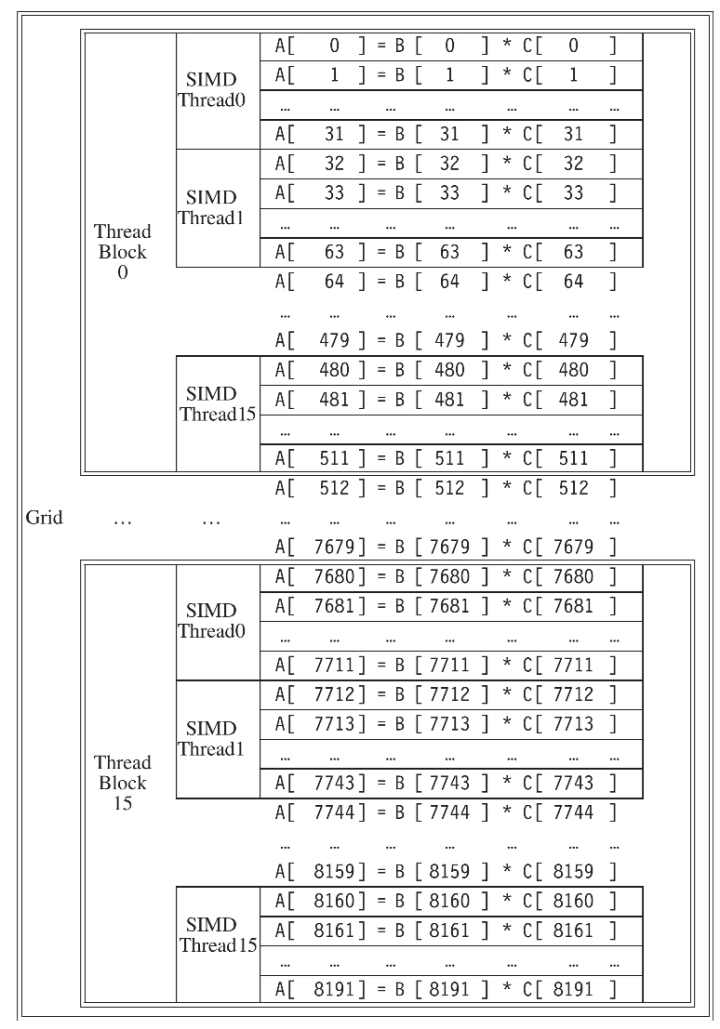 A[ 0 ] = B [ 0 ] * C[ 0 ]
SIMD
Thread0
A[ 1 ] = B [ 1 ] * C[ 1 ]
… … … … … …
A[ 31 ] = B [ 31 ] * C[ 31 ]
SIMD
Thread1
A[ 32 ] = B [ 32 ] * C[ 32 ]
A[ 33 ] = B [ 33 ] * C[ 33 ]
… … … … … …
Thread
Block
0
A[ 63 ] = B [ 63 ] * C[ 63 ]
A[ 64 ] = B [ 64 ] * C[ 64 ]
… … … … … …
A[ 479 ] = B [ 479 ] * C[ 479 ]
SIMD
Thread15
A[ 480 ] = B [ 480 ] * C[ 480 ]
A[ 481 ] = B [ 481 ] * C[ 481 ]
… … … … … …
A[ 511 ] = B [ 511 ] * C[ 511 ]
A[ 512 ] = B [ 512 ] * C[ 512 ]
Grid … … … … … … … …
A[ 7679] = B [ 7679 ] * C[ 7679 ]
SIMD
Thread0
A[ 7680] = B [ 7680 ] * C[ 7680 ]
A[ 7681] = B [ 7681 ] * C[ 7681 ]
… … … … … …
A[ 7711] = B [ 7711 ] * C[ 7711 ]
SIMD
Thread1
A[ 7712] = B [ 7712 ] * C[ 7712 ]
A[ 7713] = B [ 7713 ] * C[ 7713 ]
… … … … … …
Thread
Block
15
A[ 7743] = B [ 7743 ] * C[ 7743 ]
A[ 7744] = B [ 7744 ] * C[ 7744 ]
… … … … … …
A[ 8159] = B [ 8159 ] * C[ 8159 ]
SIMD
Thread15
A[ 8160] = B [ 8160 ] * C[ 8160 ]
A[ 8161] = B [ 8161 ] * C[ 8161 ]
… … … … … …
A[ 8191] = B [ 8191 ] * C[ 8191 ]